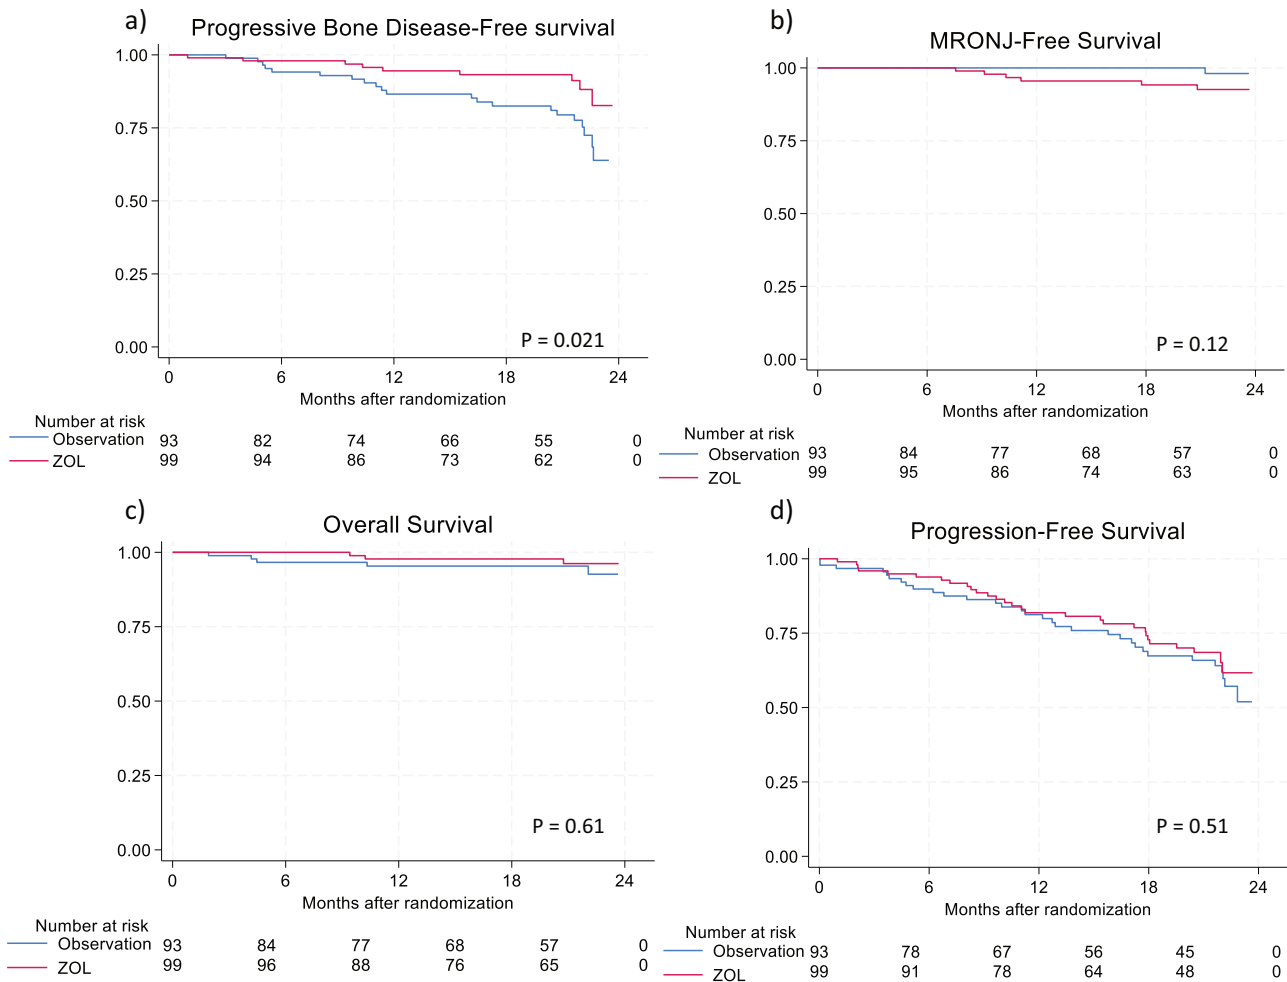 a)
Progressive Bone Disease-Free survival
1.00
0.75
0.50
0.25
0.00
P = 0.021
0 6 12 18 24
Months after randomization
Number at risk
Observation 93 82 74 66 55 0
ZOL 99 94 86 73 62 0
b)
MRONJ-Free Survival
1.00
0.75
0.50
0.25
0.00
P = 0.12
0 6 12 18 24
Months after randomization
Number at risk
Observation 93 84 77 68 57 0
ZOL 99 95 86 74 63 0
c)
Overall Survival
1.00
0.75
0.50
0.25
0.00
P = 0.61
0 6 12 18 24
Months after randomization
Number at risk
Observation 93 84 77 68 57 0
ZOL 99 96 88 76 65 0
d)
Progression-Free Survival
1.00
0.75
0.50
0.25
0.00
P = 0.51
0 6 12 18 24
Months after randomization
Number at risk
Observation 93 78 67 56 45 0
ZOL 99 91 78 64 48 0